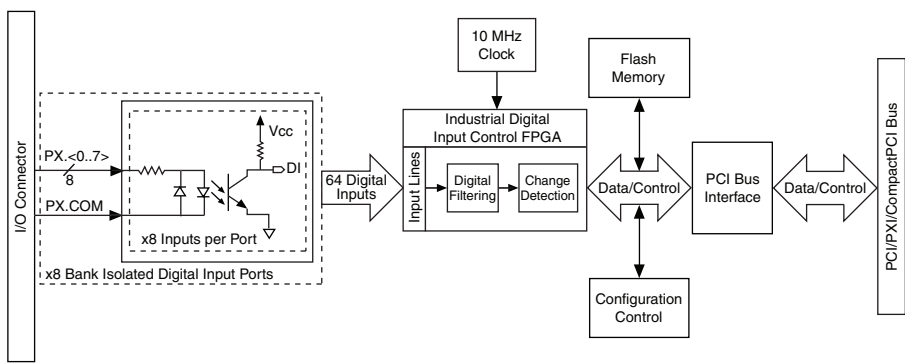 I/O Connector
PX.<0..7>
8
PX.COM
Vcc
DI
x8 Inputs per Port
x8 Bank Isolated Digital Input Ports
64 Digital
Inputs
10 MHz
Clock
Industrial Digital
Input Control FPGA
Input Lines
Digital
Filtering
Change
Detection
Flash
Memory
Data/Control
Configuration
Control
PCI Bus
Interface
Data/Control
PCI/PXI/CompactPCI Bus